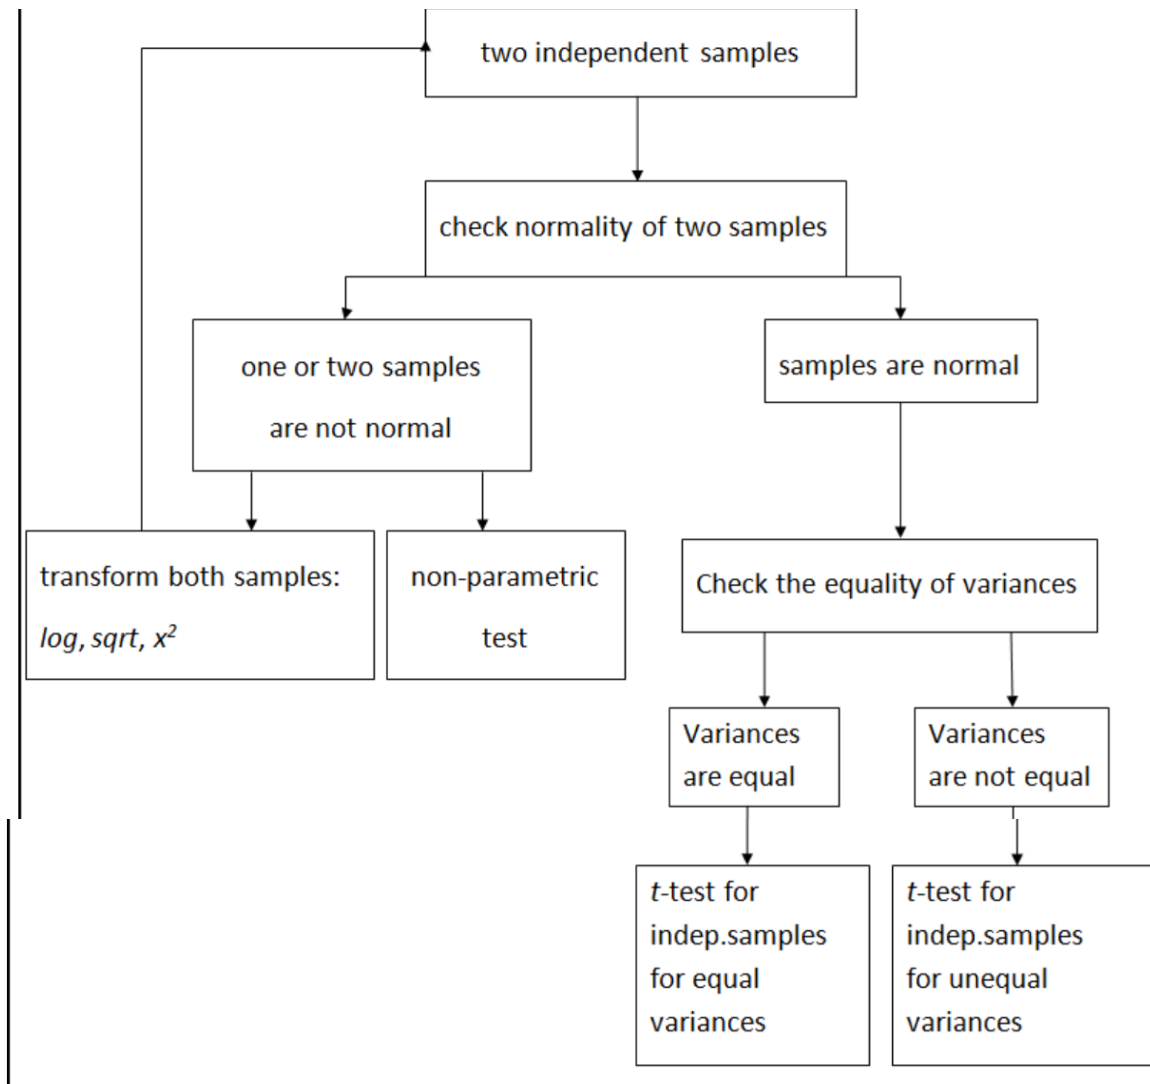 two independent samples
check normality of two samples
one or two samples
are not normal
samples are normal
transform both samples:
log, sqrt, x²
non-parametric
test
Check the equality of variances
Variances
are equal
Variances
are not equal
t-test for
indep.samples
for equal
variances
t-test for
indep.samples
for unequal
variances